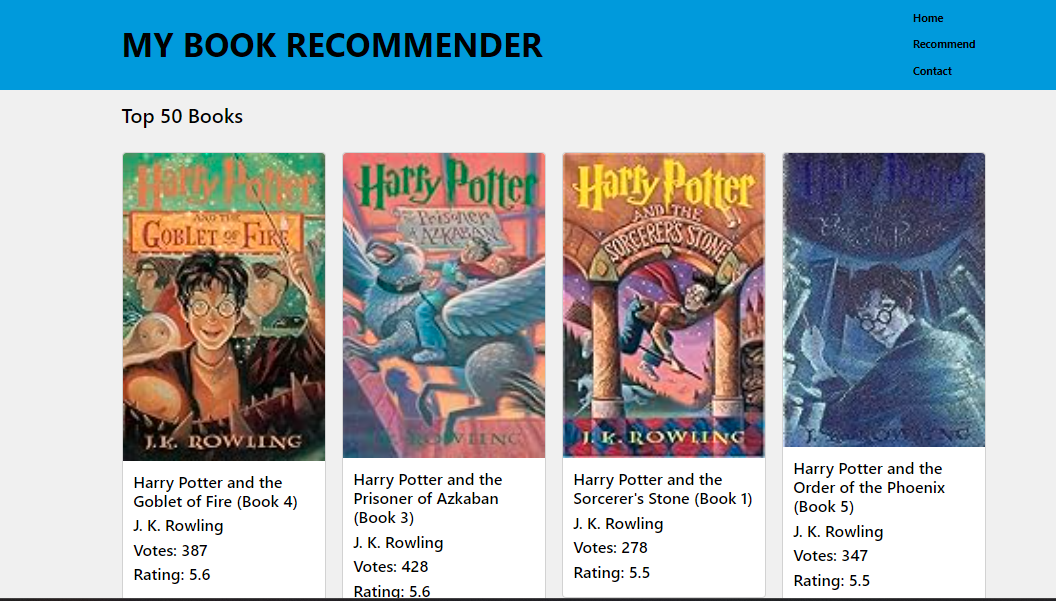 MY BOOK RECOMMENDER
Home
Recommend
Contact
Top 50 Books
Harry Potter
AND THE
GOBLET OF FIRE
J.K. ROWLING
Harry Potter and the
Goblet of Fire (Book 4)
J. K. Rowling
Votes: 387
Rating: 5.6
Harry Potter
Prisoner
AZKABAN
J.K. ROWLING
Harry Potter and the
Prisoner of Azkaban
(Book 3)
J. K. Rowling
Votes: 428
Rating: 5.6
Harry Potter
AND THE
SORCERER'S STONE
J.K. ROWLING
Harry Potter and the
Sorcerer's Stone (Book 1)
J. K. Rowling
Votes: 278
Rating: 5.5
Harry Potter
J.K. ROWLING
Harry Potter and the
Order of the Phoenix
(Book 5)
J. K. Rowling
Votes: 347
Rating: 5.5